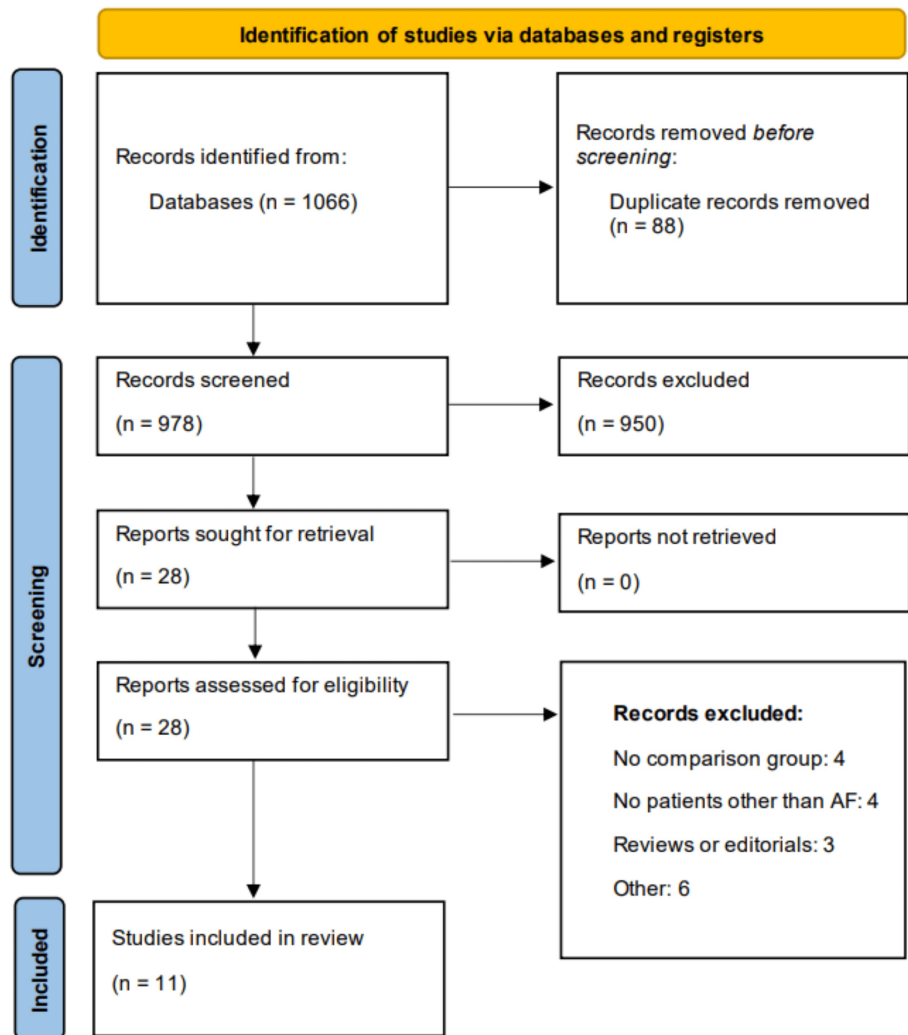 Identification of studies via databases and registers
Identification
Records identified from:
Databases (n = 1066)
Records removed before
screening:
Duplicate records removed
(n = 88)
Screening
Records screened
(n = 978)
Records excluded
(n = 950)
Reports sought for retrieval
(n = 28)
Reports not retrieved
(n = 0)
Reports assessed for eligibility
(n = 28)
Records excluded:
No comparison group: 4
No patients other than AF: 4
Reviews or editorials: 3
Other: 6
Included
Studies included in review
(n = 11)